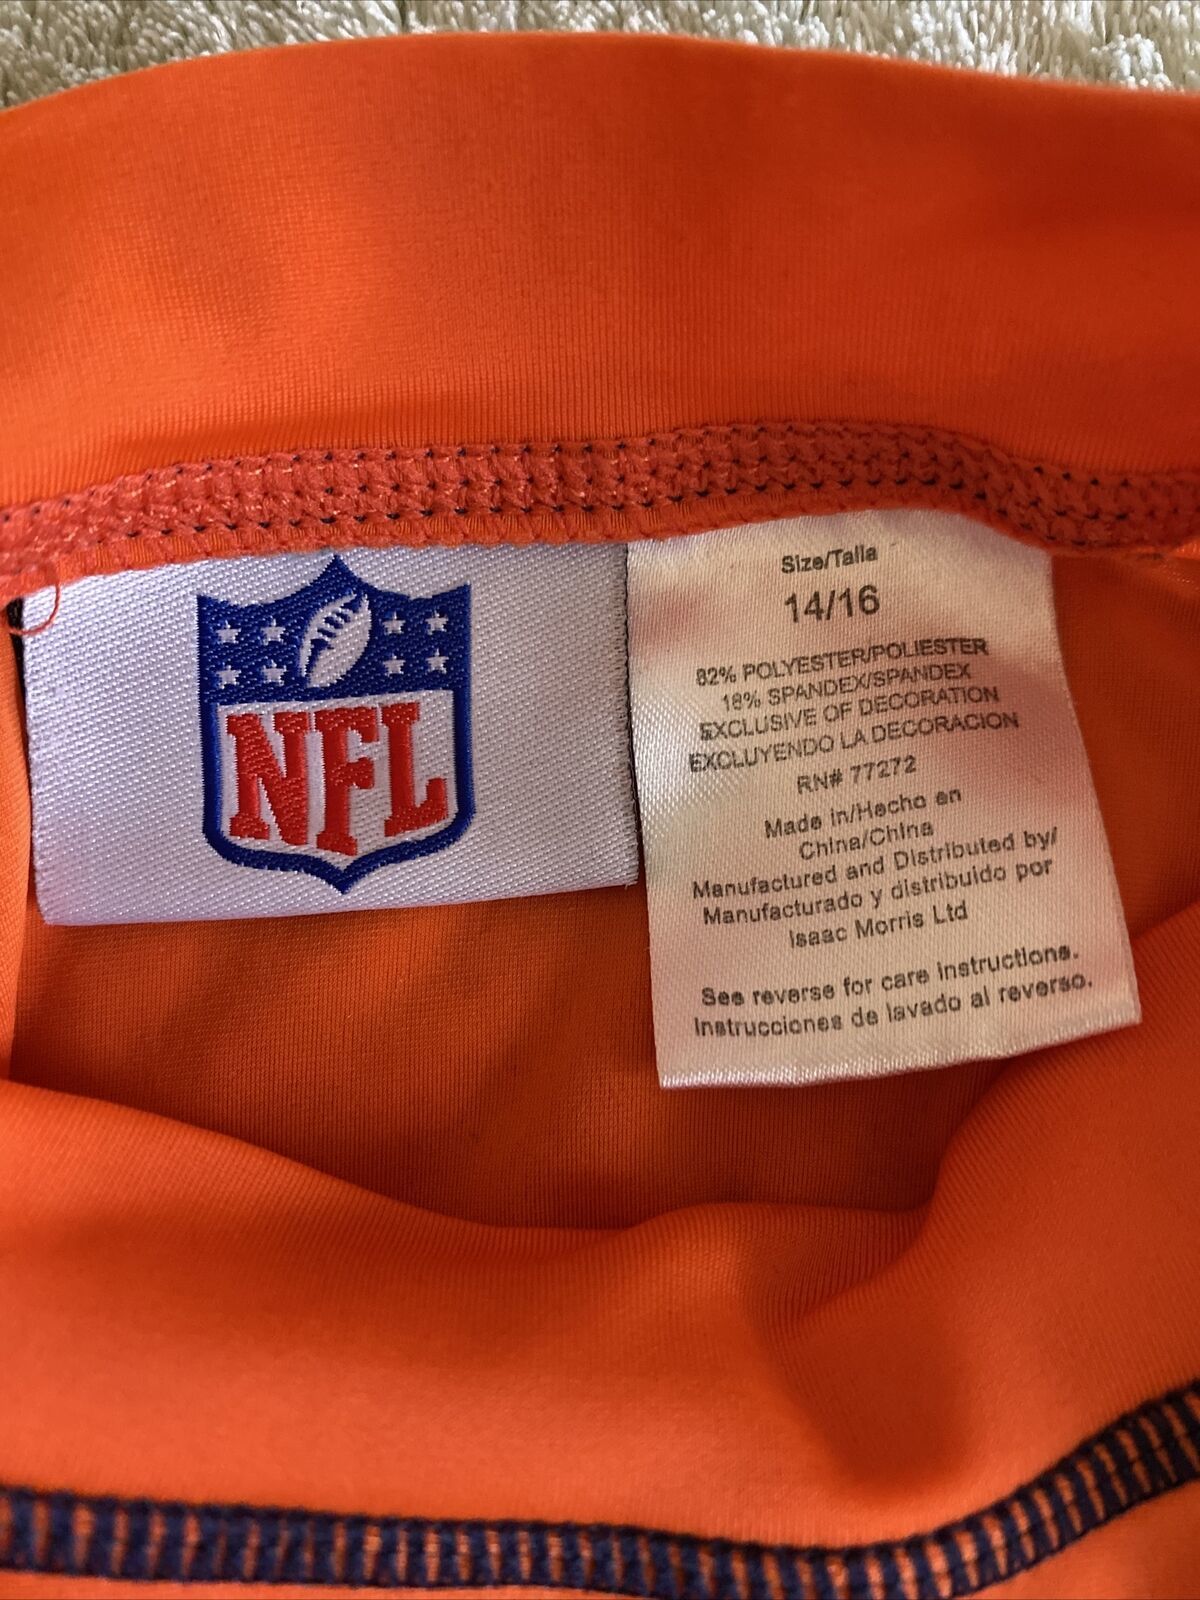 NFL
Size/Talla
14/16
82% POLYESTER/POLIESTER
18% SPANDEX/SPANDEX
EXCLUSIVE OF DECORATION
EXCLUYENDO LA DECORACION
RN# 77272
Made in/Hecho en
China/China
Manufactured and Distributed by/
Manufacturado y distribuido por
Isaac Morris Ltd
See reverse for care instructions.
Instrucciones de lavado al reverso.